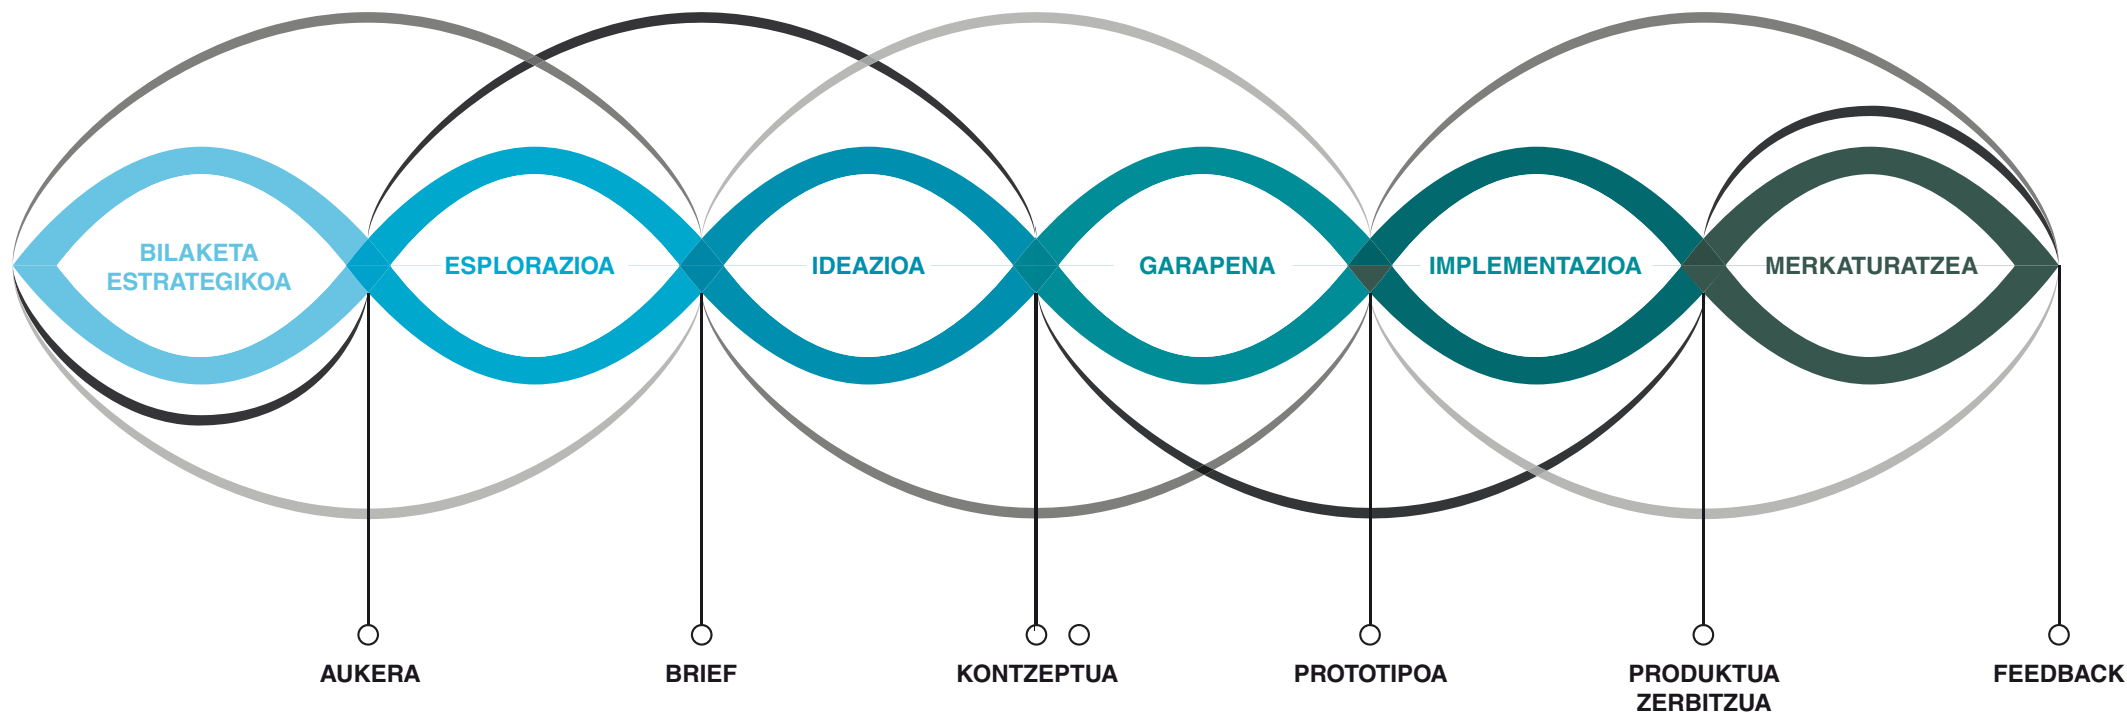 BILAKETA
ESTRATEGIKOA
ESPLORAZIOA
IDEAZIOA
GARAPENA
IMPLEMENTAZIOA
MERKATURATZEA
AUKERA
BRIEF
KONTZEPTUA
PROTOTIPOA
PRODUKTUA
ZERBITZUA
FEEDBACK